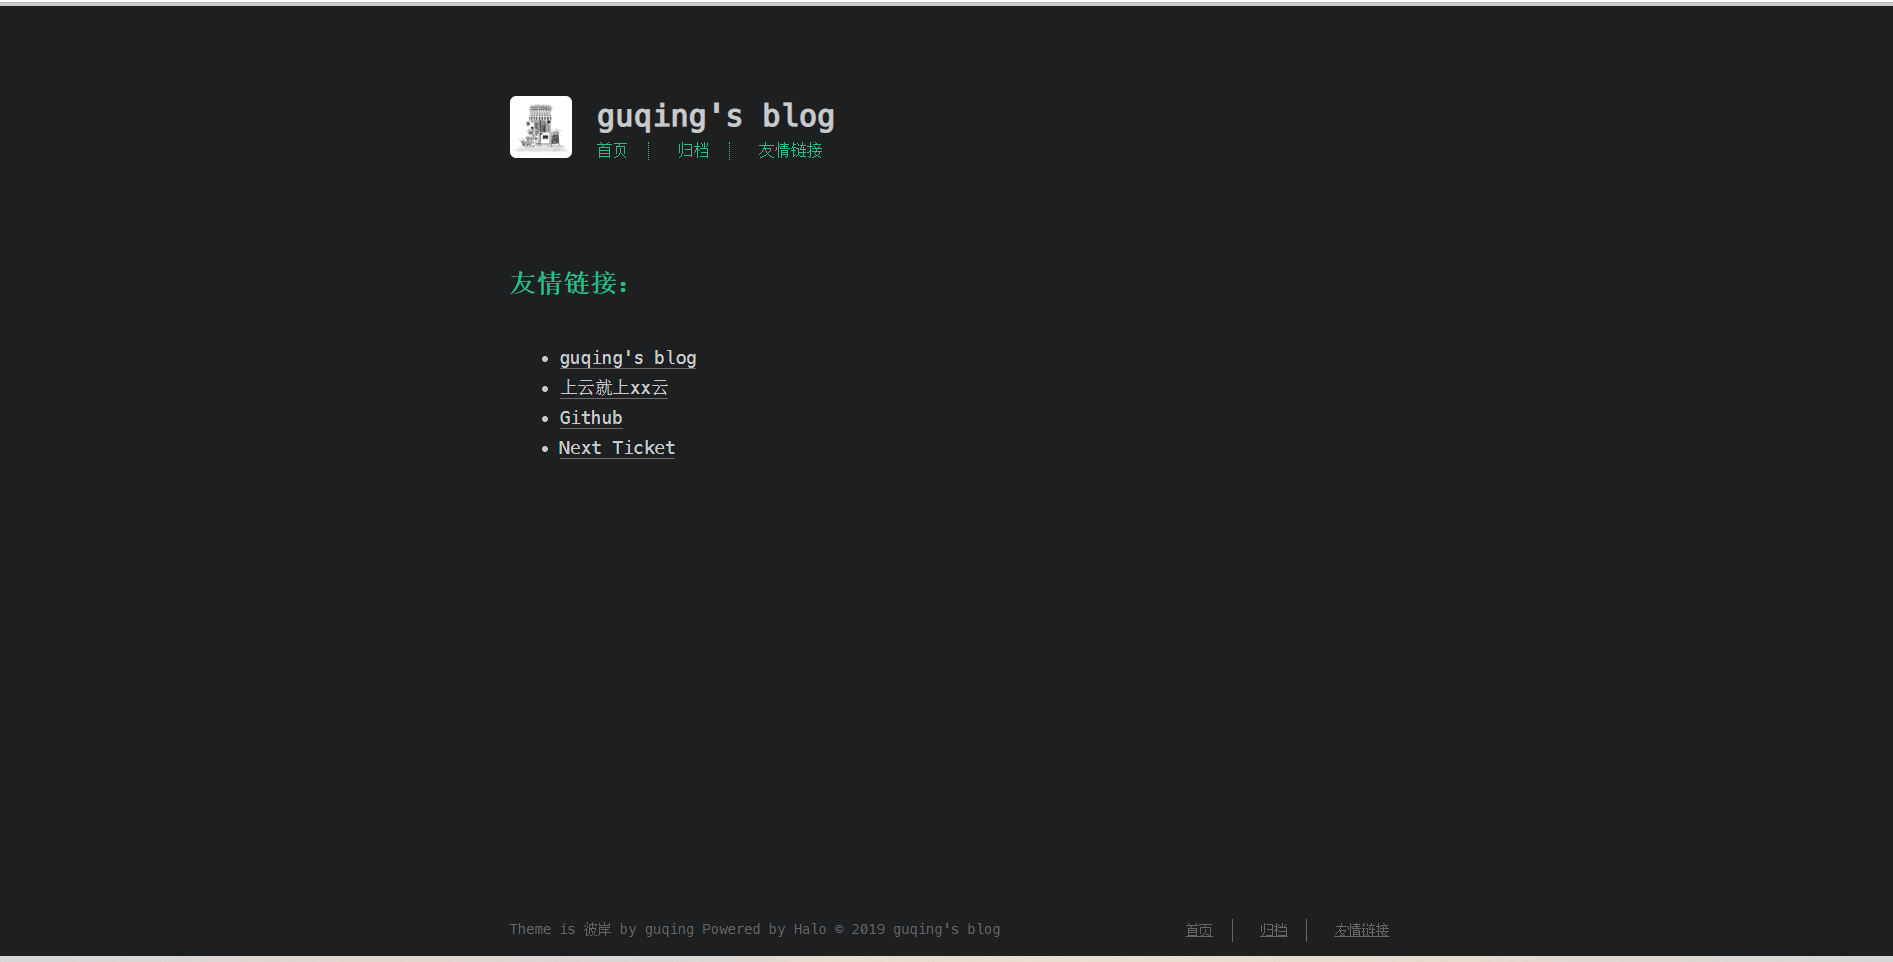 guqing's blog
首页 归档 友情链接
友情链接：
guqing's blog
上云就上xx云
Github
Next Ticket
Theme is 彼岸 by guqing Powered by Halo © 2019 guqing's blog 首页 归档 友情链接